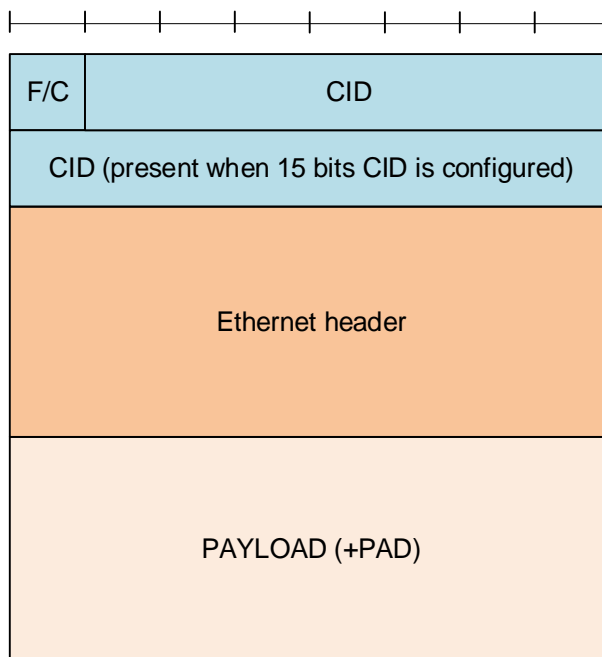 F/C CID
CID (present when 15 bits CID is configured)
Ethernet header
PAYLOAD (+PAD)